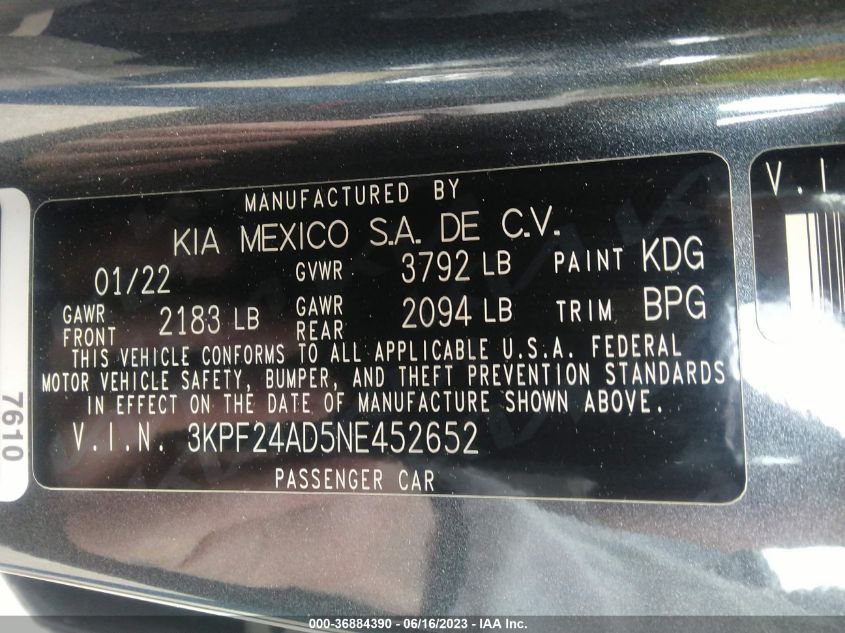 MANUFACTURED BY
KIA MEXICO S.A. DE C.V.
01/22 GVWR 3792 LB PAINT KDG
GAWR FRONT 2183 LB GAWR REAR 2094 LB TRIM BPG
THIS VEHICLE CONFORMS TO ALL APPLICABLE U.S.A. FEDERAL
MOTOR VEHICLE SAFETY, BUMPER, AND THEFT PREVENTION STANDARDS
IN EFFECT ON THE DATE OF MANUFACTURE SHOWN ABOVE.
V.I.N. 3KPF24AD5NE452652
PASSENGER CAR
7610
000-36884390 - 06/16/2023 - IAA Inc.